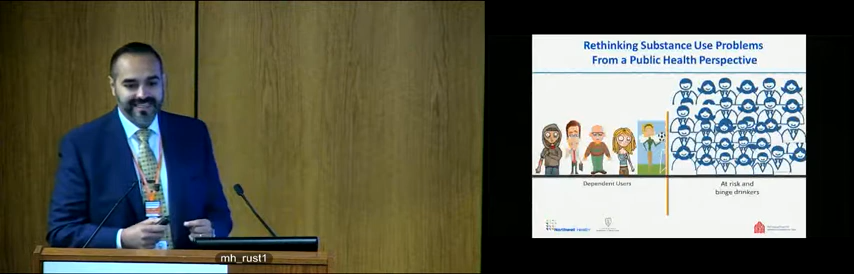 Rethinking Substance Use Problems
From a Public Health Perspective
Dependent Users
At risk and
binge drinkers
mh_rust1